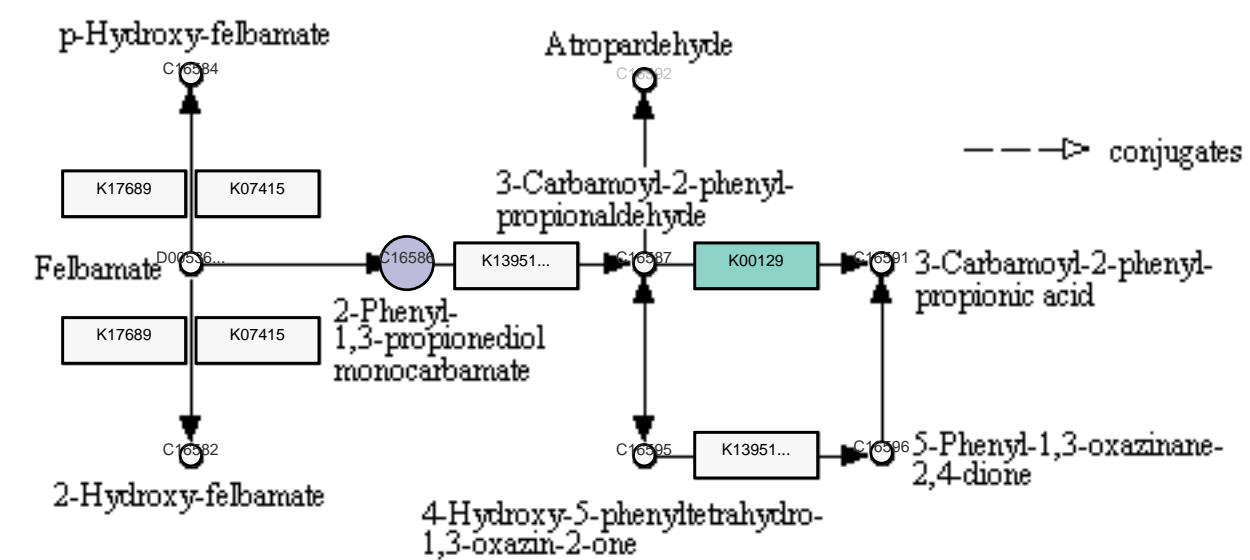 p-Hydroxy-felbamate
C16584
Atropardehyde
C16592
conjugates
K17689
K07415
3-Carbamoyl-2-phenyl-
propionaldehyde
Felbamate
D00536...
C16586
K13951...
C16587
K00129
C16591
3-Carbamoyl-2-phenyl-
propionic acid
2-Phenyl-
1,3-propionediol
monocarbamate
K17689
K07415
C16582
2-Hydroxy-felbamate
C16595
K13951...
C16596
5-Phenyl-1,3-oxazinane-
2,4-dione
4-Hydroxy-5-phenyltetrahydro-
1,3-oxazin-2-one